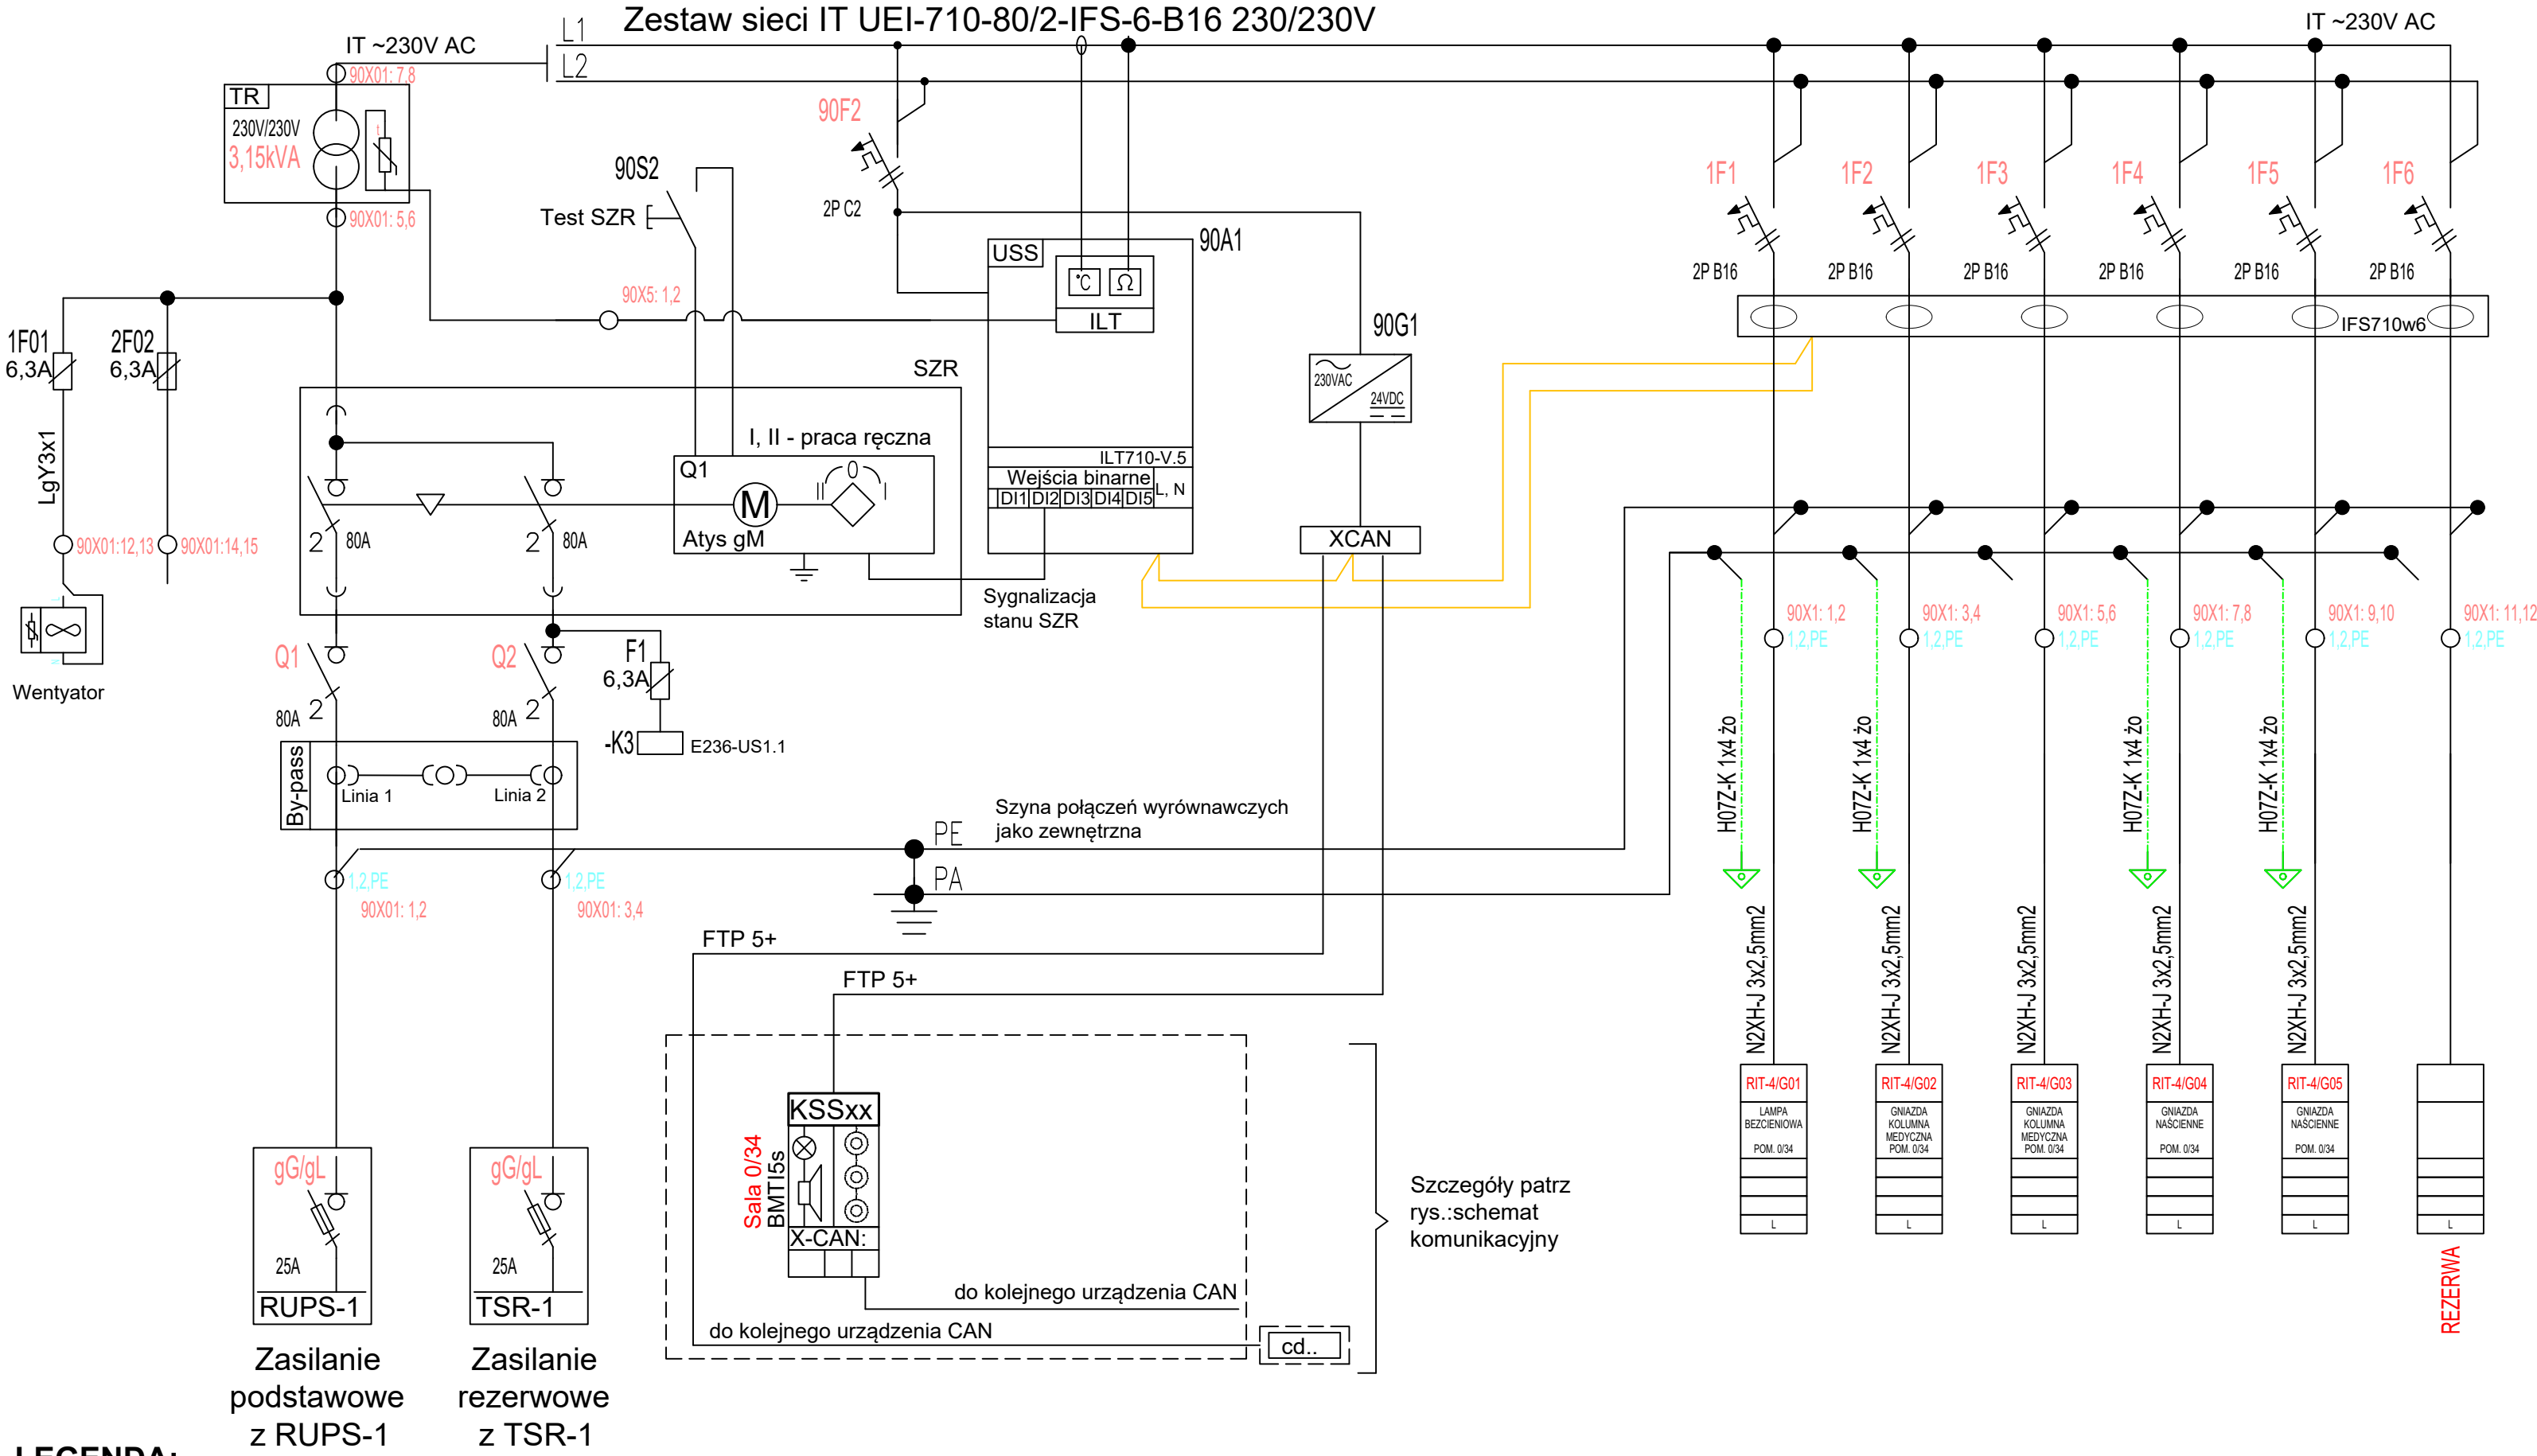 Zestaw sieci IT UEI-710-80/2-IFS-6-B16 230/230V
IT ~230V AC
L1
L2
IT ~230V AC
90X01: 7,8
TR
230V/230V
3,15kVA
t
90X01: 5,6
90F2
2P C2
90S2
Test SZR
90X5: 1,2
USS
90A1
°C
Ω
ILT
1F1
1F2
1F3
1F4
1F5
1F6
2P B16
2P B16
2P B16
2P B16
2P B16
2P B16
IFS710w6
1F01
6,3A
2F02
6,3A
LgY3x1
90X01:12,13
90X01:14,15
L
N
Wentyator
SZR
I, II - praca ręczna
Q1
M
II
0
I
Atys gM
2
80A
2
80A
ILT710-V.5
Wejścia binarne
DI1
DI2
DI3
DI4
DI5
L, N
Sygnalizacja
stanu SZR
90G1
230VAC
24VDC
XCAN
Q1
80A
2
Q2
80A
2
F1
6,3A
-K3
E236-US1.1
By-pass
Linia 1
Linia 2
1,2,PE
90X01: 1,2
1,2,PE
90X01: 3,4
PE
PA
Szyna połączeń wyrównawczych
jako zewnętrzna
FTP 5+
FTP 5+
90X1: 1,2
1,2,PE
90X1: 3,4
1,2,PE
90X1: 5,6
1,2,PE
90X1: 7,8
1,2,PE
90X1: 9,10
1,2,PE
90X1: 11,12
1,2,PE
H07Z-K 1x4 żo
H07Z-K 1x4 żo
H07Z-K 1x4 żo
H07Z-K 1x4 żo
N2XH-J 3x2,5mm2
N2XH-J 3x2,5mm2
N2XH-J 3x2,5mm2
N2XH-J 3x2,5mm2
N2XH-J 3x2,5mm2
RIT-4/G01
LAMPA
BEZCIENIOWA
POM. 0/34
L
RIT-4/G02
GNIAZDA
KOLUMNA
MEDYCZNA
POM. 0/34
L
RIT-4/G03
GNIAZDA
KOLUMNA
MEDYCZNA
POM. 0/34
L
RIT-4/G04
GNIAZDA
NAŚCIENNE
POM. 0/34
L
RIT-4/G05
GNIAZDA
NAŚCIENNE
POM. 0/34
L
L
REZERWA
KSSxx
Sala 0/34
BMTI5s
X-CAN:
do kolejnego urządzenia CAN
do kolejnego urządzenia CAN
cd..
Szczegóły patrz
rys.:schemat
komunikacyjny
gG/gL
25A
RUPS-1
gG/gL
25A
TSR-1
Zasilanie
podstawowe
z RUPS-1
Zasilanie
rezerwowe
z TSR-1
LEGENDA: